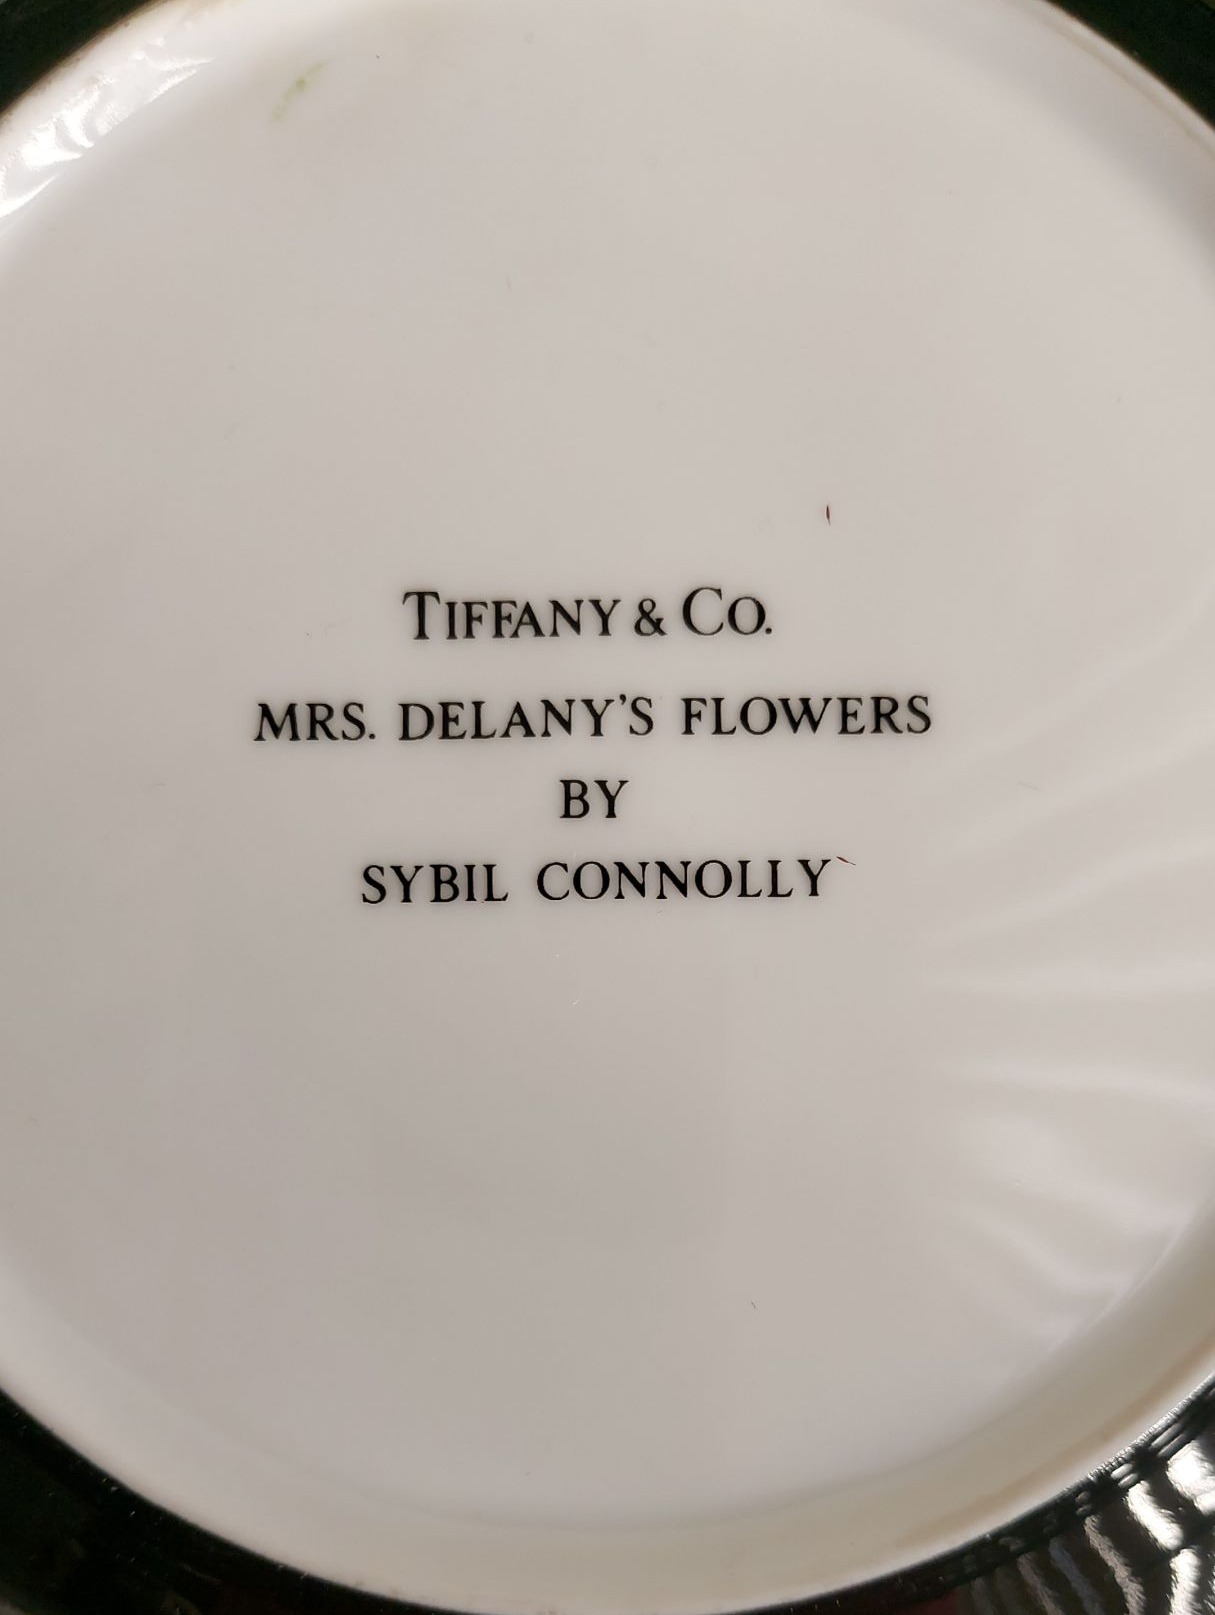 TIFFANY & CO.
MRS. DELANY'S FLOWERS
BY
SYBIL CONNOLLY